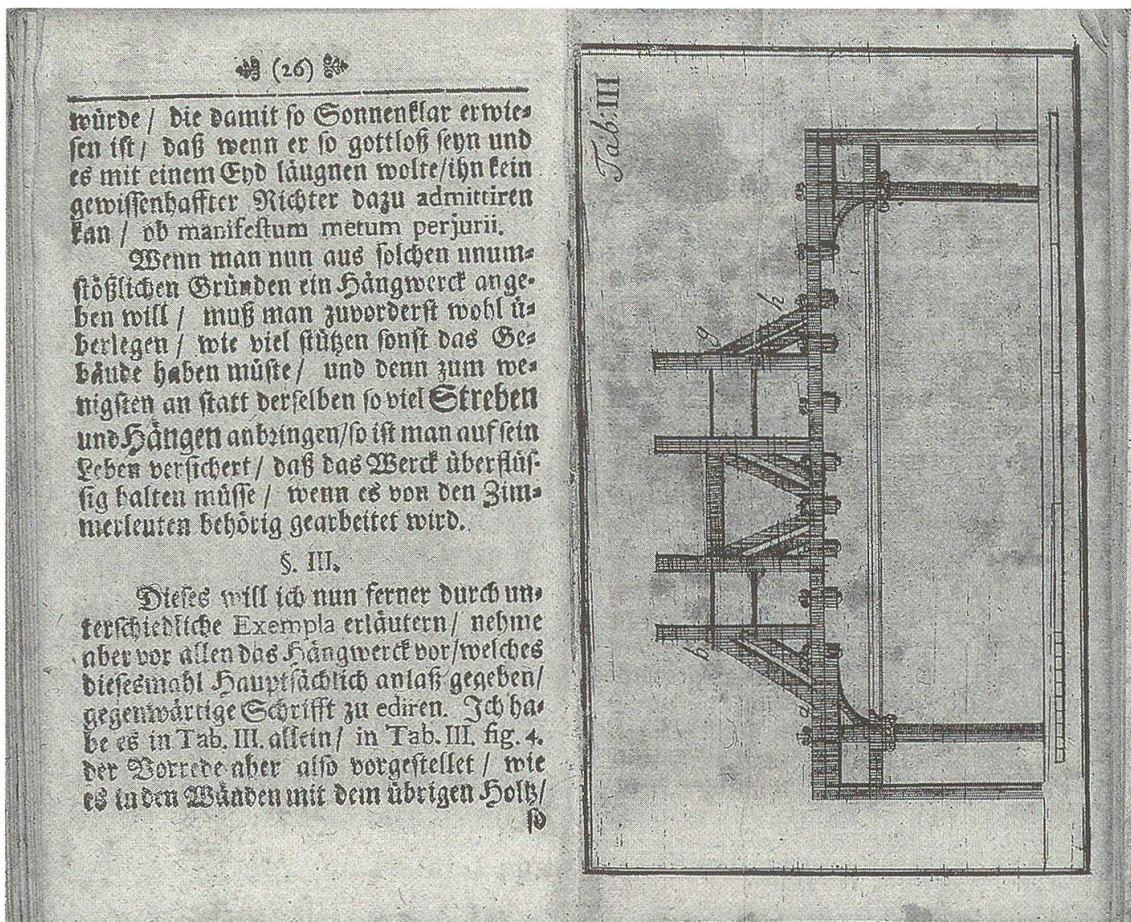 (26)
würde / die damit so Sonnenklar erwie-
sen ist / daß wenn er so gottloß seyn und
es mit einem Eyd läugnen wolte/ihn kein
gewissenhaffter Richter dazu admittiren
kan / ob manifestum metum perjurii.
Wenn man nun aus solchen unum-
stößlichen Gründen ein Hängwerck ange-
ben will / muß man zuvorderst wohl ü-
berlegen / wie viel stützen sonst das Ge-
bäude haben müste / und denn zum we-
nigsten an statt derselben so viel Streben
und Hängen anbringen/so ist man auf sein
Leben versichert / daß das Werck überflüs-
sig halten müsse / wenn es von den Zim-
merleuten behörig gearbeitet wird.
§. III.
Dieses will ich nun ferner durch un-
terschiedliche Exempla erläutern / nehme
aber vor allen das Hängwerck vor/welches
diesesmahl Hauptsächlich anlaß gegeben/
gegenwärtige Schrifft zu ediren. Ich ha-
be es in Tab. III. allein / in Tab. III. fig. 4.
der Vorrede aber also vorgestellet / wie
es in den Wänden mit dem übrigen Holtz/
so
Tab: III
g
h
b
a